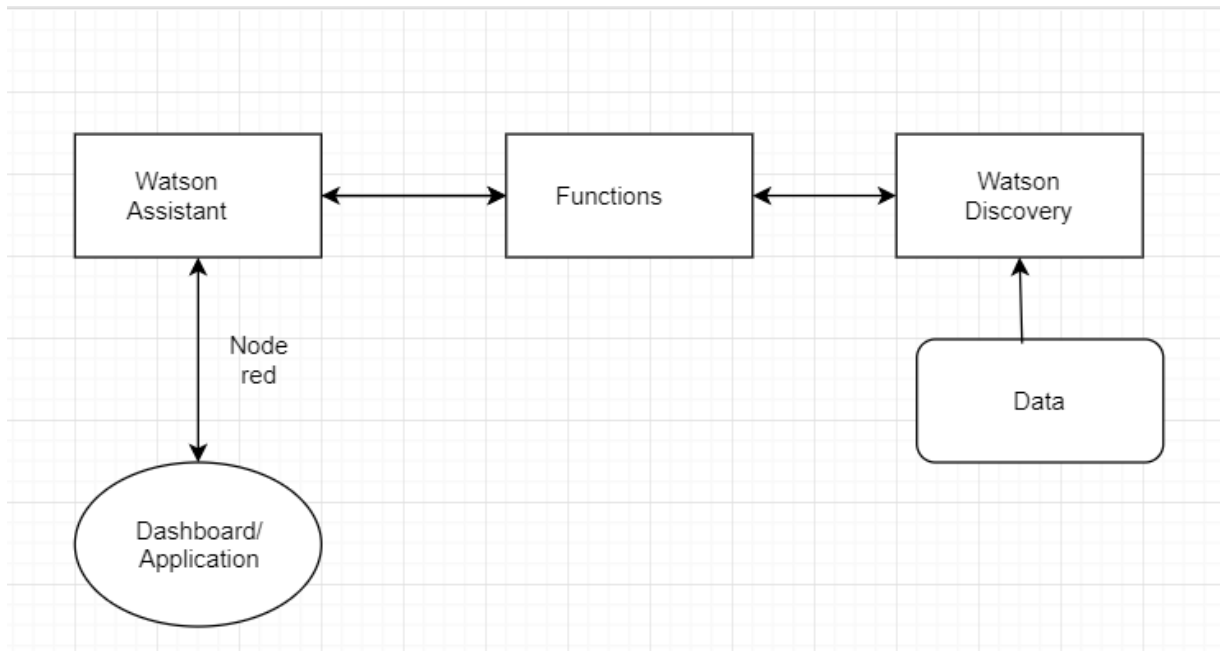 Watson
Assistant
Functions
Watson
Discovery
Node
red
Data
Dashboard/
Application